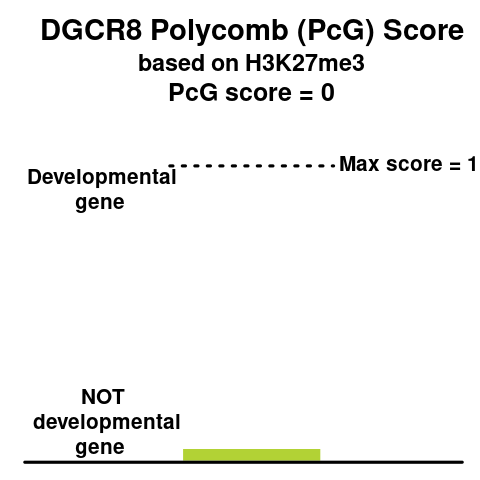 DGCR8 Polycomb (PcG) Score
based on H3K27me3
PcG score = 0
Max score = 1
Developmental
gene
NOT
developmental
gene